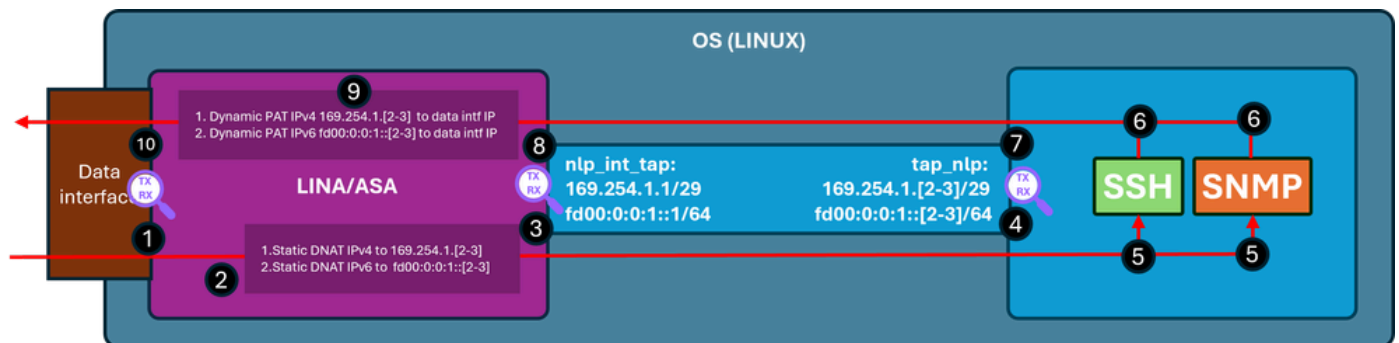 OS (LINUX)
9
1. Dynamic PAT IPv4 169.254.1.[2-3] to data intf IP
2. Dynamic PAT IPv6 fd00:0:0:1::[2-3] to data intf IP
10
Data
interface
TX
RX
LINA/ASA
8
TX
RX
3
nlp_int_tap:
169.254.1.1/29
fd00:0:0:1::1/64
tap_nlp:
169.254.1.[2-3]/29
fd00:0:0:1::[2-3]/64
7
TX
RX
4
6
6
SSH
SNMP
5
5
1
2
1.Static DNAT IPv4 to 169.254.1.[2-3]
2.Static DNAT IPv6 to fd00:0:0:1::[2-3]